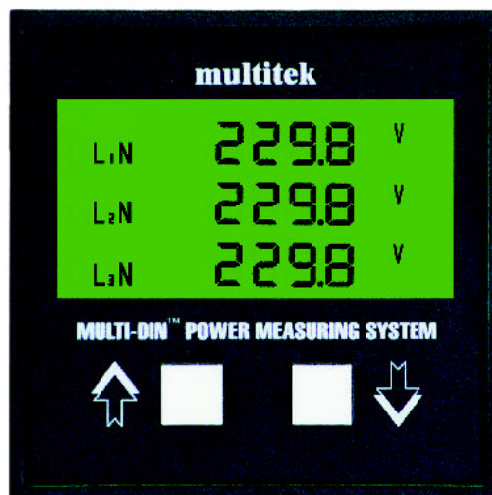 multitek
L₁N 229.8 V
L₂N 229.8 V
L₃N 229.8 V
MULTI-DIN™ POWER MEASURING SYSTEM